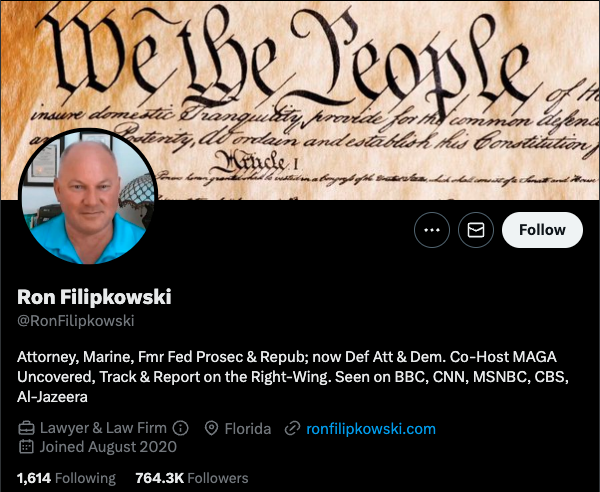 We the People
of
insure domestic Tranquility, provide for the common defence
Posterity, do ordain and establish this Constitution
Article I
Ron Filipkowski
@RonFilipkowski
Follow
Attorney, Marine, Fmr Fed Prosec & Repub; now Def Att & Dem. Co-Host MAGA
Uncovered, Track & Report on the Right-Wing. Seen on BBC, CNN, MSNBC, CBS,
Al-Jazeera
Lawyer & Law Firm Florida ronfilipkowski.com
Joined August 2020
1,614 Following 764.3K Followers